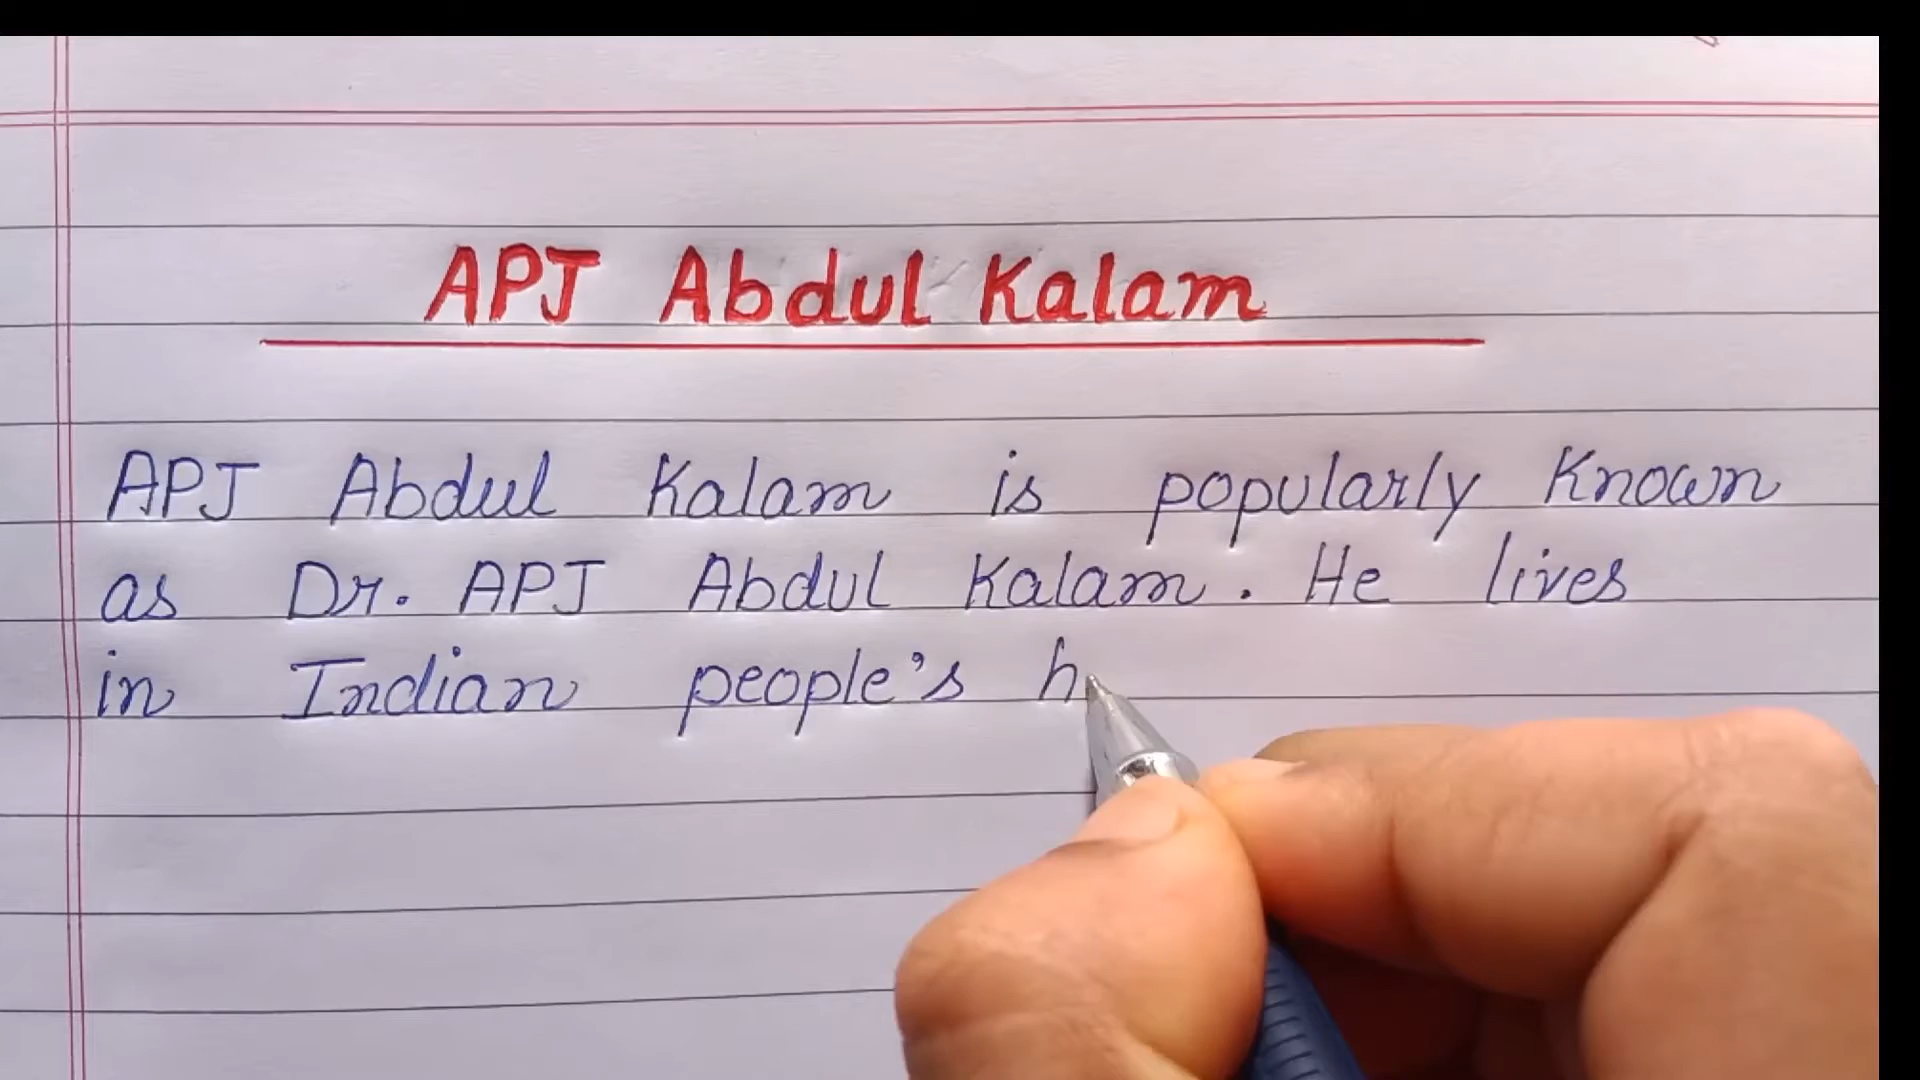 APJ Abdul Kalam
APJ Abdul Kalam is popularly Known
as Dr. APJ Abdul Kalam. He lives
in Indian people's h